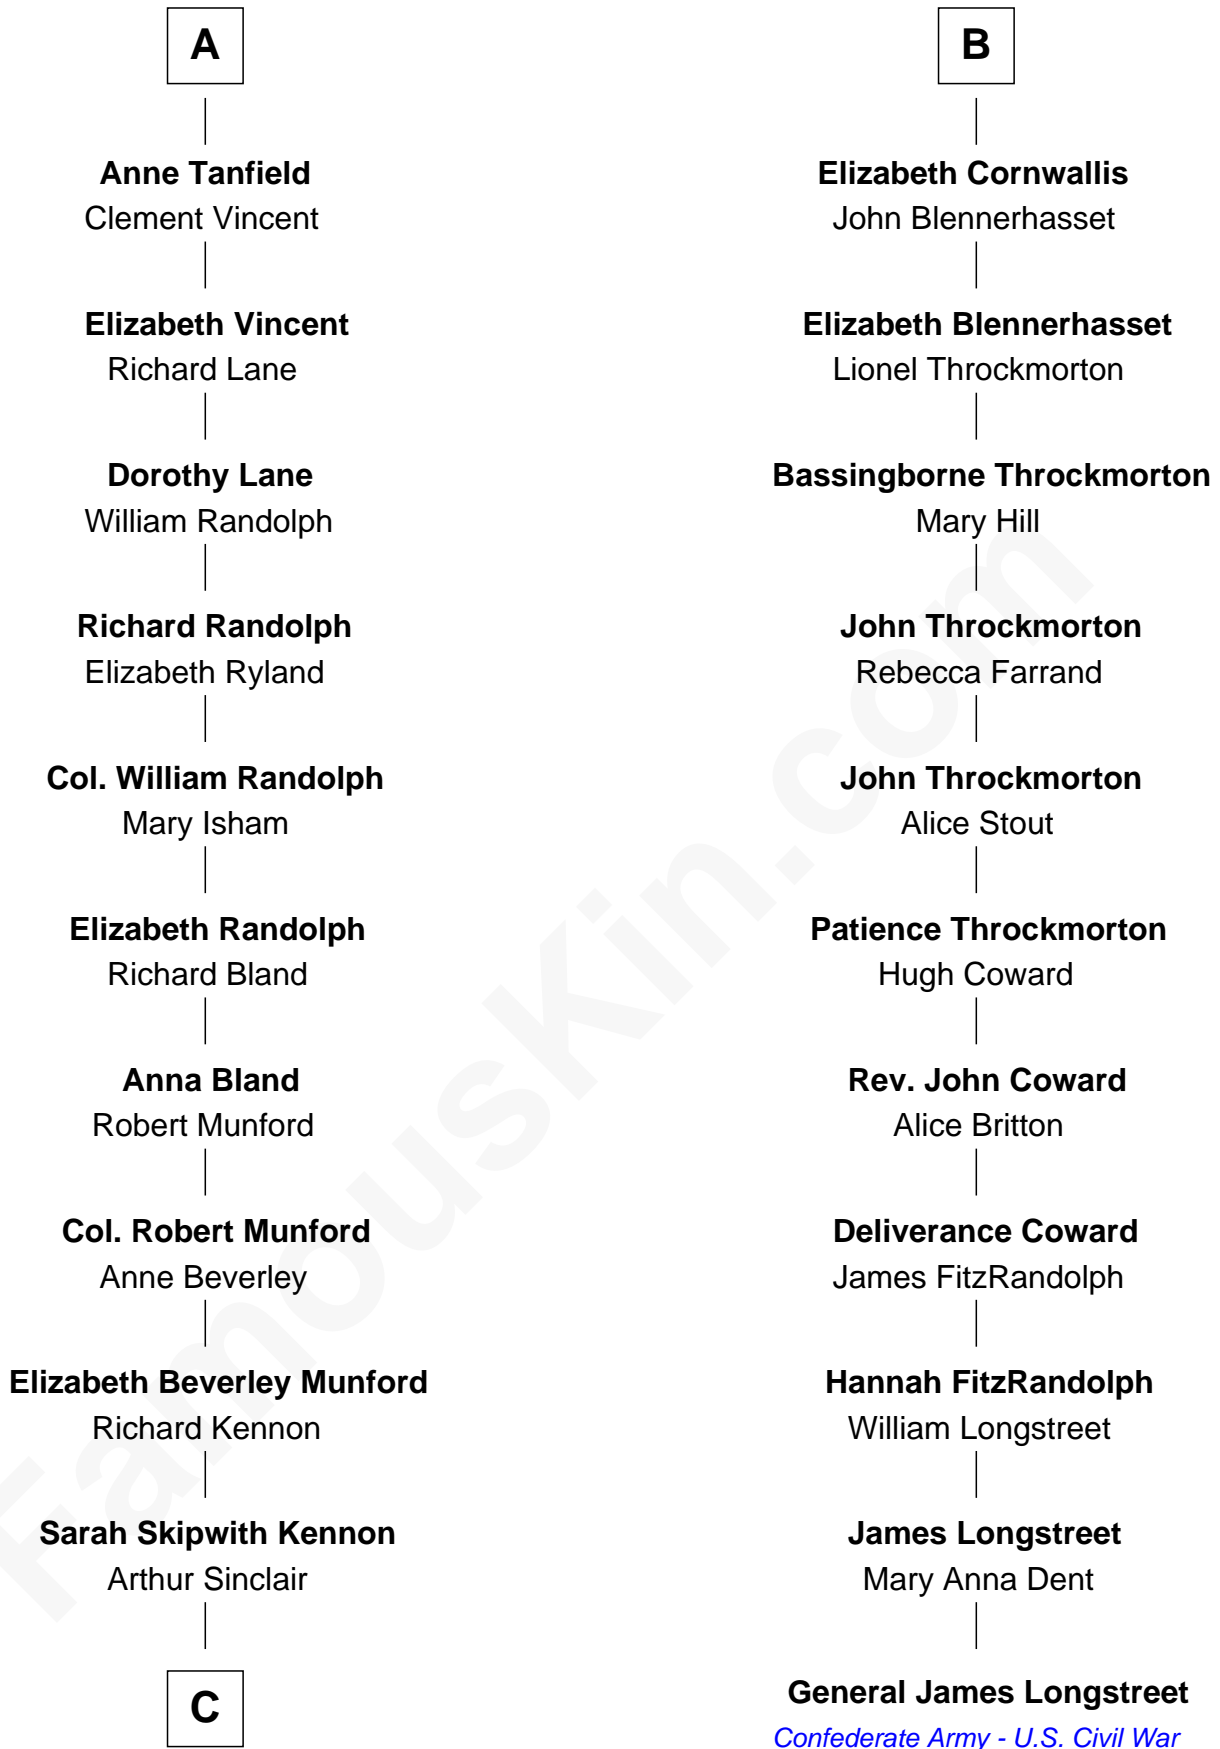 A
Anne Tanfield
Clement Vincent
Elizabeth Vincent
Richard Lane
Dorothy Lane
William Randolph
Richard Randolph
Elizabeth Ryland
Col. William Randolph
Mary Isham
Elizabeth Randolph
Richard Bland
Anna Bland
Robert Munford
Col. Robert Munford
Anne Beverley
Elizabeth Beverley Munford
Richard Kennon
Sarah Skipwith Kennon
Arthur Sinclair
C
B
Elizabeth Cornwallis
John Blennerhasset
Elizabeth Blennerhasset
Lionel Throckmorton
Bassingborne Throckmorton
Mary Hill
John Throckmorton
Rebecca Farrand
John Throckmorton
Alice Stout
Patience Throckmorton
Hugh Coward
Rev. John Coward
Alice Britton
Deliverance Coward
James FitzRandolph
Hannah FitzRandolph
William Longstreet
James Longstreet
Mary Anna Dent
General James Longstreet
Confederate Army - U.S. Civil War
FamousKin.com